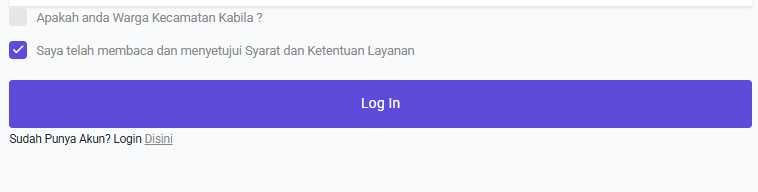 Apakah anda Warga Kecamatan Kabila ?
Saya telah membaca dan menyetujui Syarat dan Ketentuan Layanan
Log In
Sudah Punya Akun? Login Disini